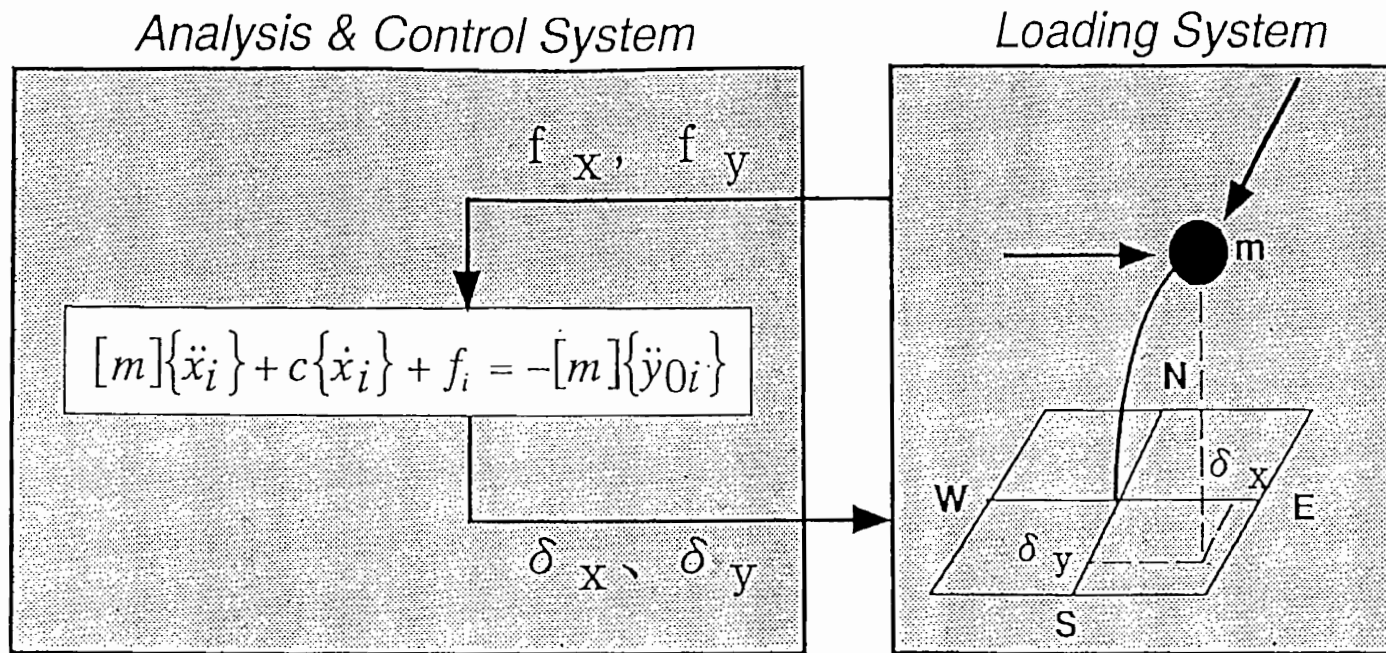 Analysis & Control System
Loading System
f x, f y
[m]{ẍi} + c{ẋi} + fi = -[m]{ÿ0i}
δ x、 δ y
m
N
δ x
W
E
δ y
S